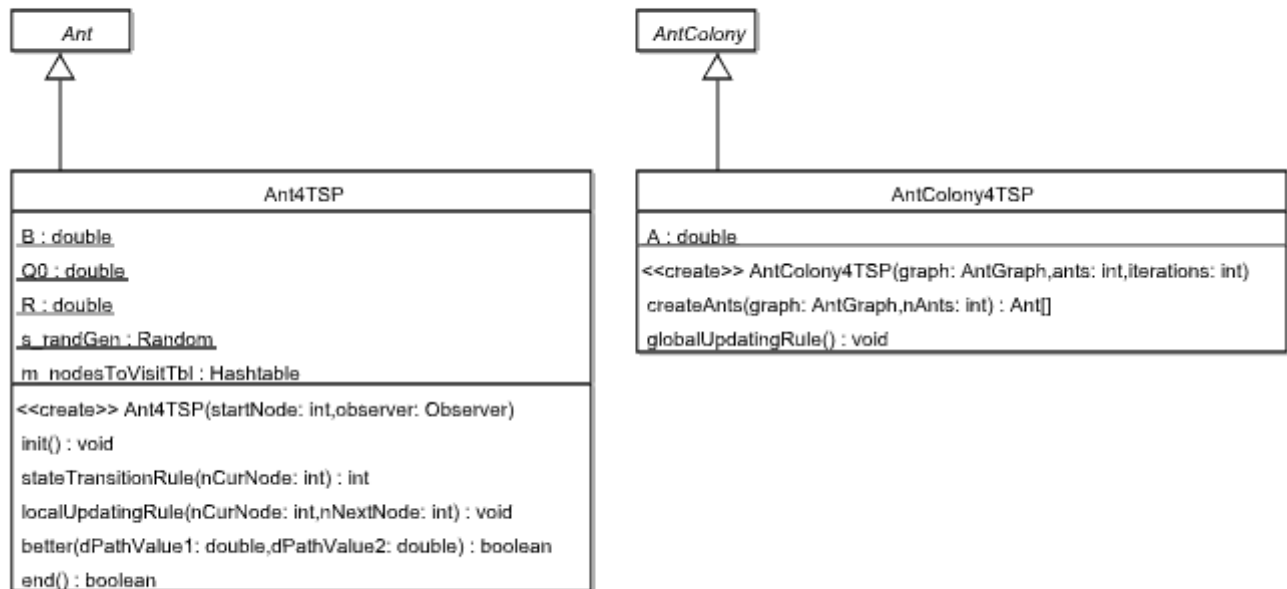 Ant
AntColony
Ant4TSP
B : double
Q0 : double
R : double
s_randGen : Random
m_nodesToVisitTbl : Hashtable
<<create>> Ant4TSP(startNode: int,observer: Observer)
init() : void
stateTransitionRule(nCurNode: int) : int
localUpdatingRule(nCurNode: int,nNextNode: int) : void
better(dPathValue1: double,dPathValue2: double) : boolean
end() : boolean
AntColony4TSP
A : double
<<create>> AntColony4TSP(graph: AntGraph,ants: int,iterations: int)
createAnts(graph: AntGraph,nAnts: int) : Ant[]
globalUpdatingRule() : void